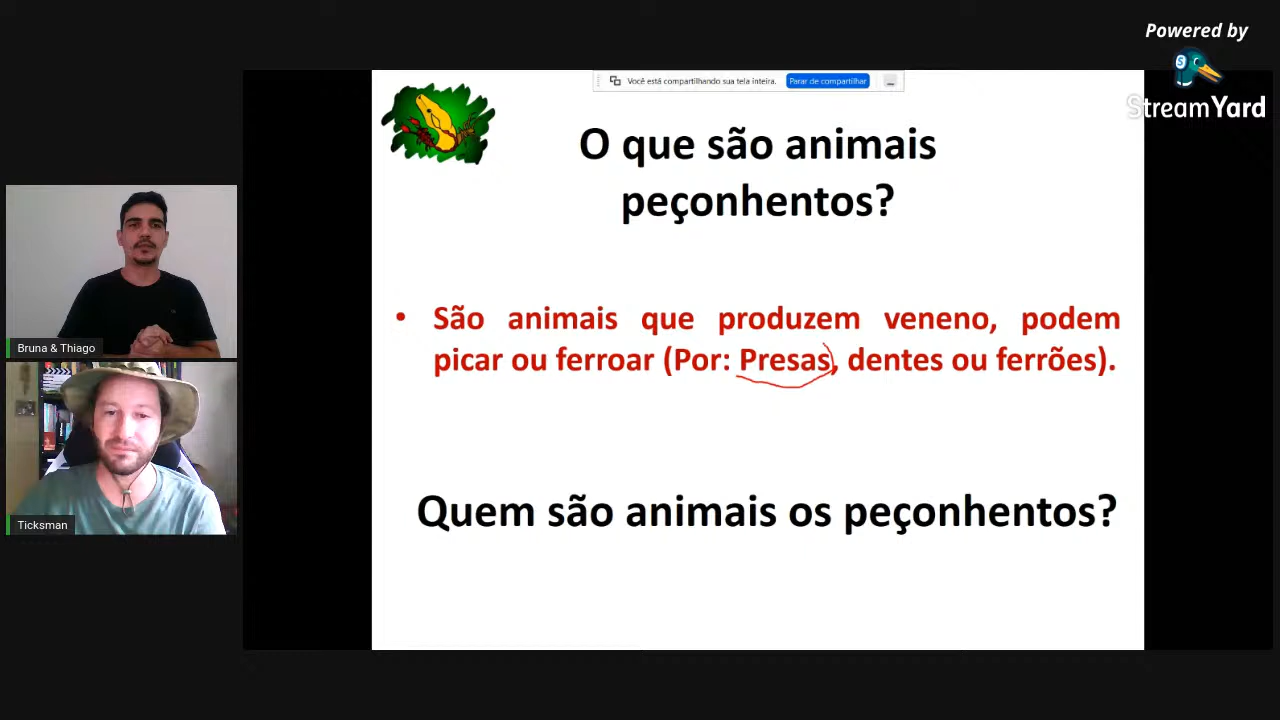 Powered by
StreamYard
Você está compartilhando sua tela inteira. Parar de compartilhar
O que são animais
peçonhentos?
• São animais que produzem veneno, podem
picar ou ferroar (Por: Presas, dentes ou ferrões).
Quem são animais os peçonhentos?
Bruna & Thiago
Ticksman